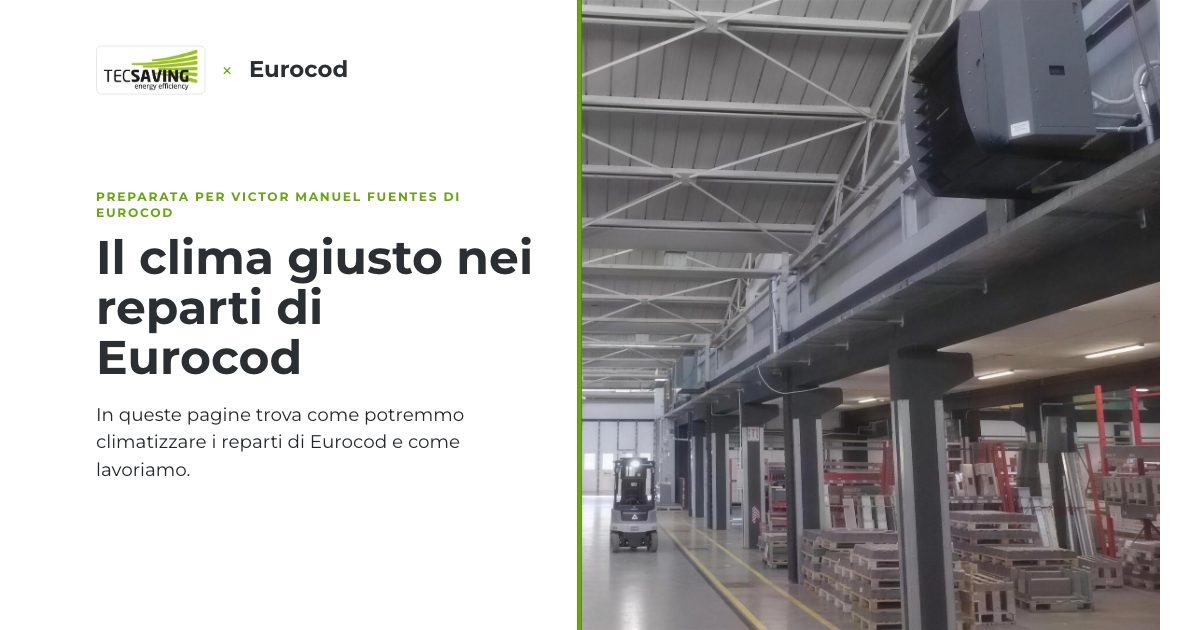 TECSAVING
energy efficiency
× Eurocod
PREPARATA PER VICTOR MANUEL FUENTES DI
EUROCOD
Il clima giusto nei
reparti di
Eurocod
In queste pagine trova come potremmo
climatizzare i reparti di Eurocod e come
lavoriamo.